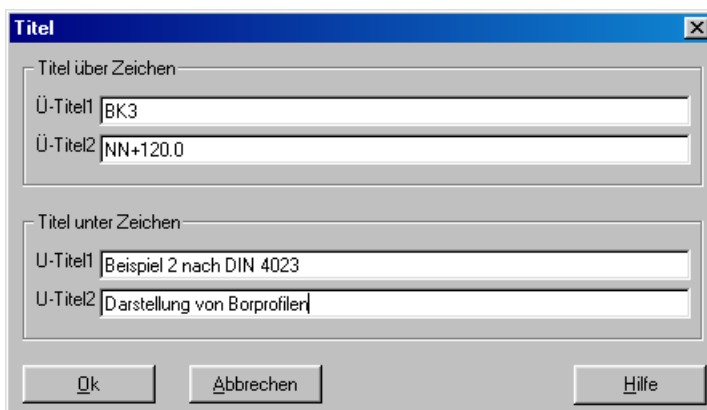 Titel
Titel über Zeichen
Ü-Titel1 BK3
Ü-Titel2 NN+120.0
Titel unter Zeichen
U-Titel1 Beispiel 2 nach DIN 4023
U-Titel2 Darstellung von Borprofilen
Ok Abbrechen Hilfe